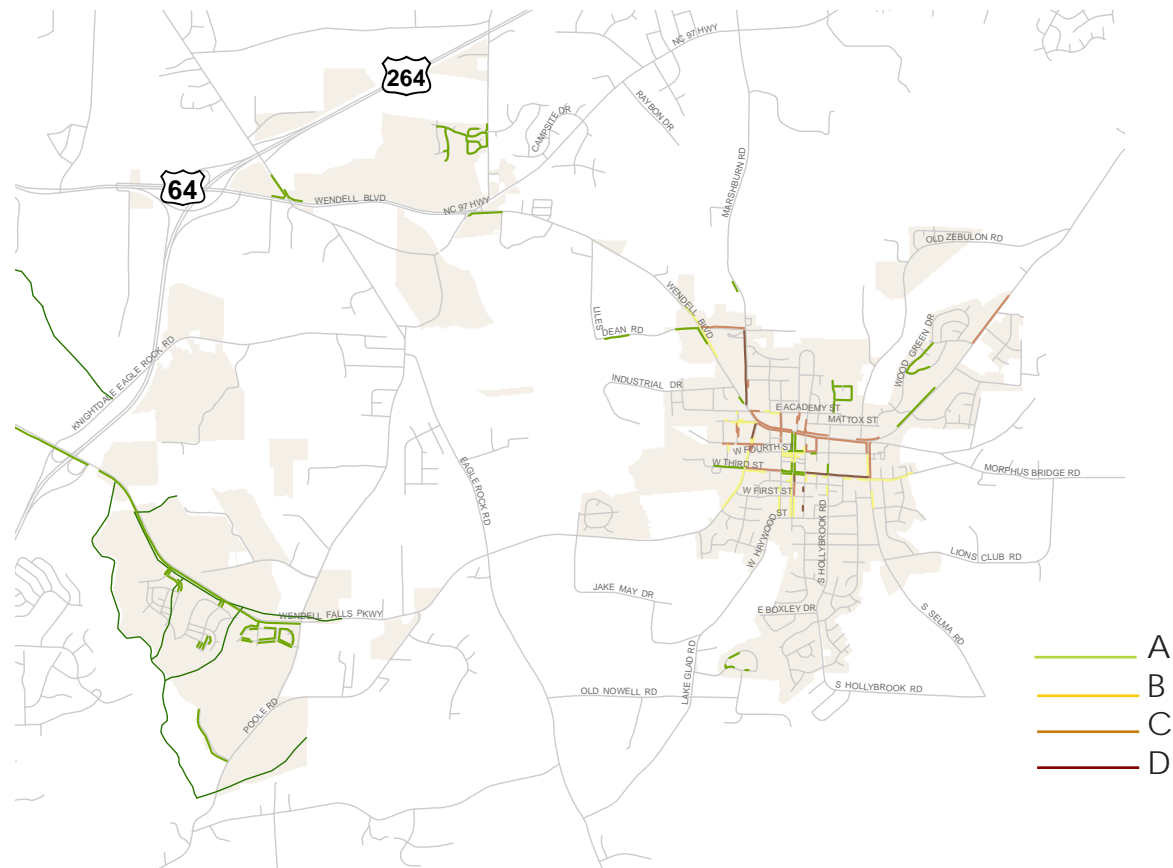 NC 97 HWY
264
RAYBON DR
CAMPSITE DR
MARSHBURN RD
64
WENDELL BLVD
NC 97 HWY
OLD ZEBULON RD
WENDELL BLVD
LILES
DEAN RD
KNIGHTDALE EAGLE ROCK RD
WOOD GREEN DR
INDUSTRIAL DR
E ACADEMY ST
MATTOX ST
W FOURTH ST
W THIRD ST
MORPHUS BRIDGE RD
EAGLE ROCK RD
W FIRST ST
W HAYWOOD ST
S HOLLYBROOK RD
LIONS CLUB RD
JAKE MAY DR
E BOXLEY DR
WENDELL FALLS PKWY
S SELMA RD
LAKE GLAD RD
A
S HOLLYBROOK RD
OLD NOWELL RD
B
POOLE RD
C
D